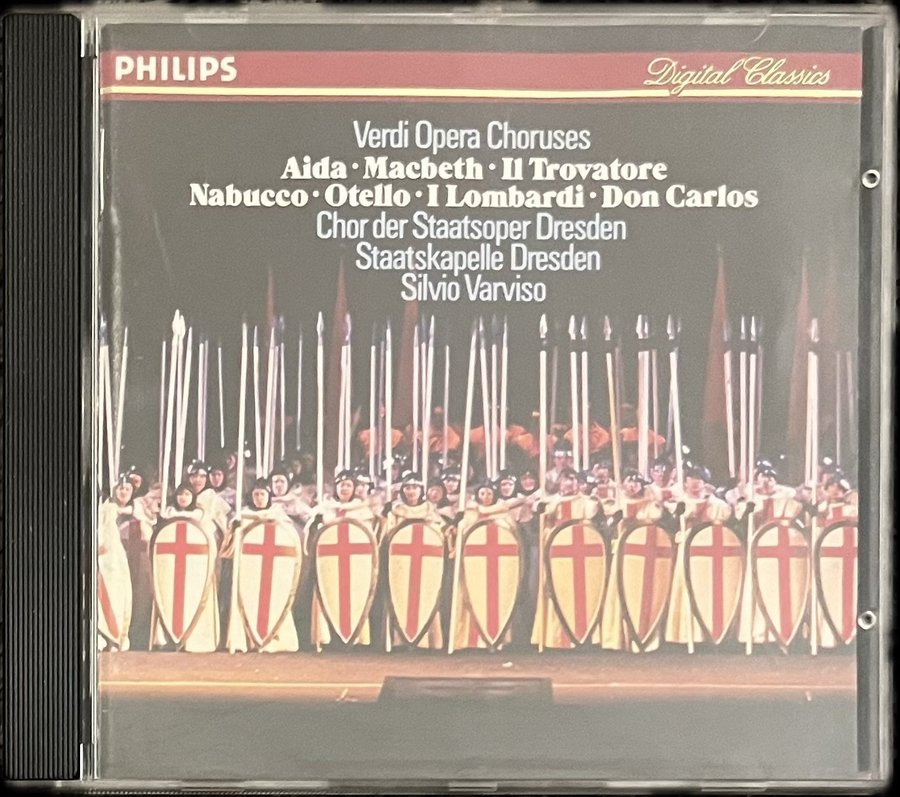 PHILIPS
Digital Classics
Verdi Opera Choruses
Aida · Macbeth · Il Trovatore
Nabucco · Otello · I Lombardi · Don Carlos
Chor der Staatsoper Dresden
Staatskapelle Dresden
Silvio Varviso